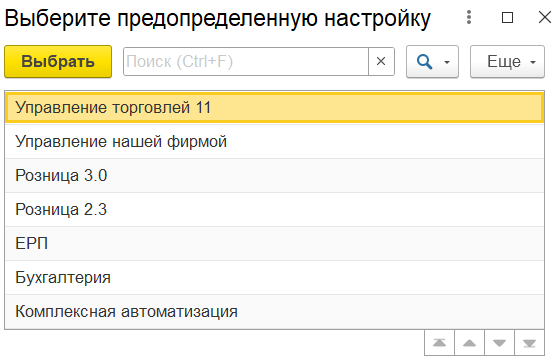 Выберите предопределенную настройку
Выбрать Поиск (Ctrl+F) Еще
Управление торговлей 11
Управление нашей фирмой
Розница 3.0
Розница 2.3
ЕРП
Бухгалтерия
Комплексная автоматизация